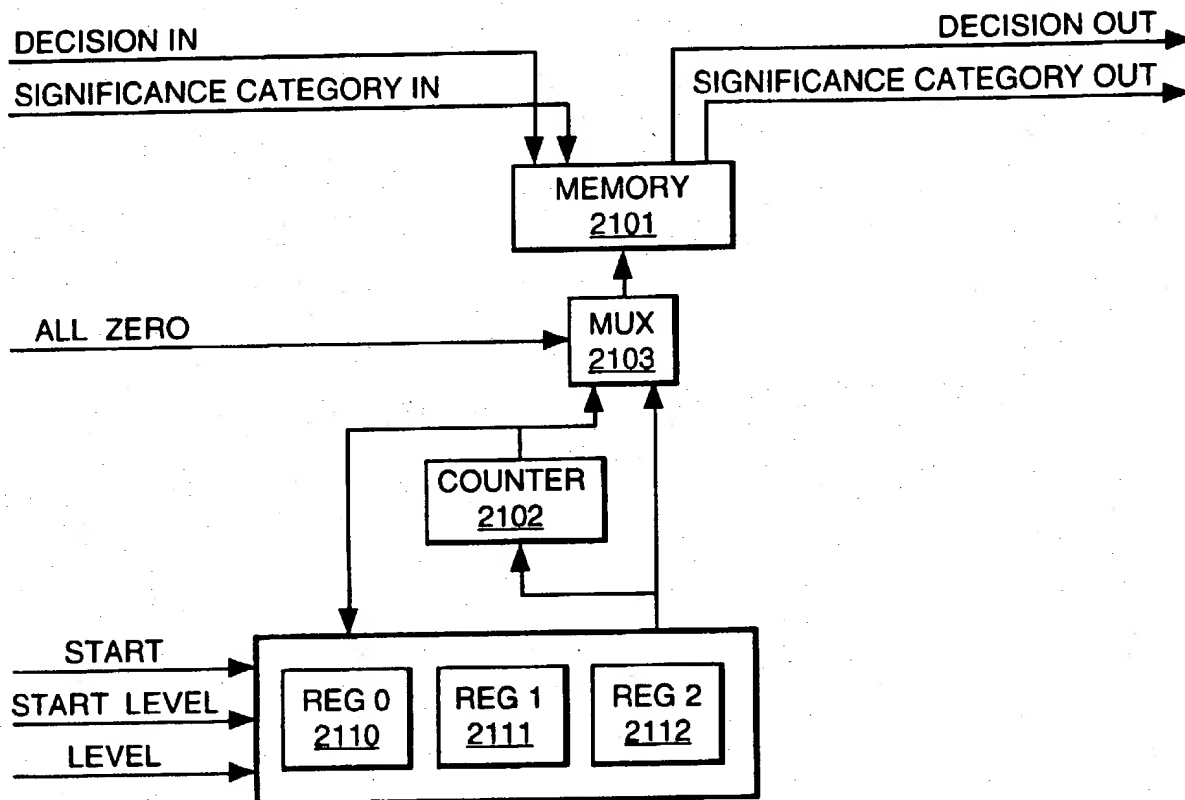 DECISION IN
DECISION OUT
SIGNIFICANCE CATEGORY IN
SIGNIFICANCE CATEGORY OUT
MEMORY
2101
ALL ZERO
MUX
2103
COUNTER
2102
START
START LEVEL
LEVEL
REG 0
2110
REG 1
2111
REG 2
2112